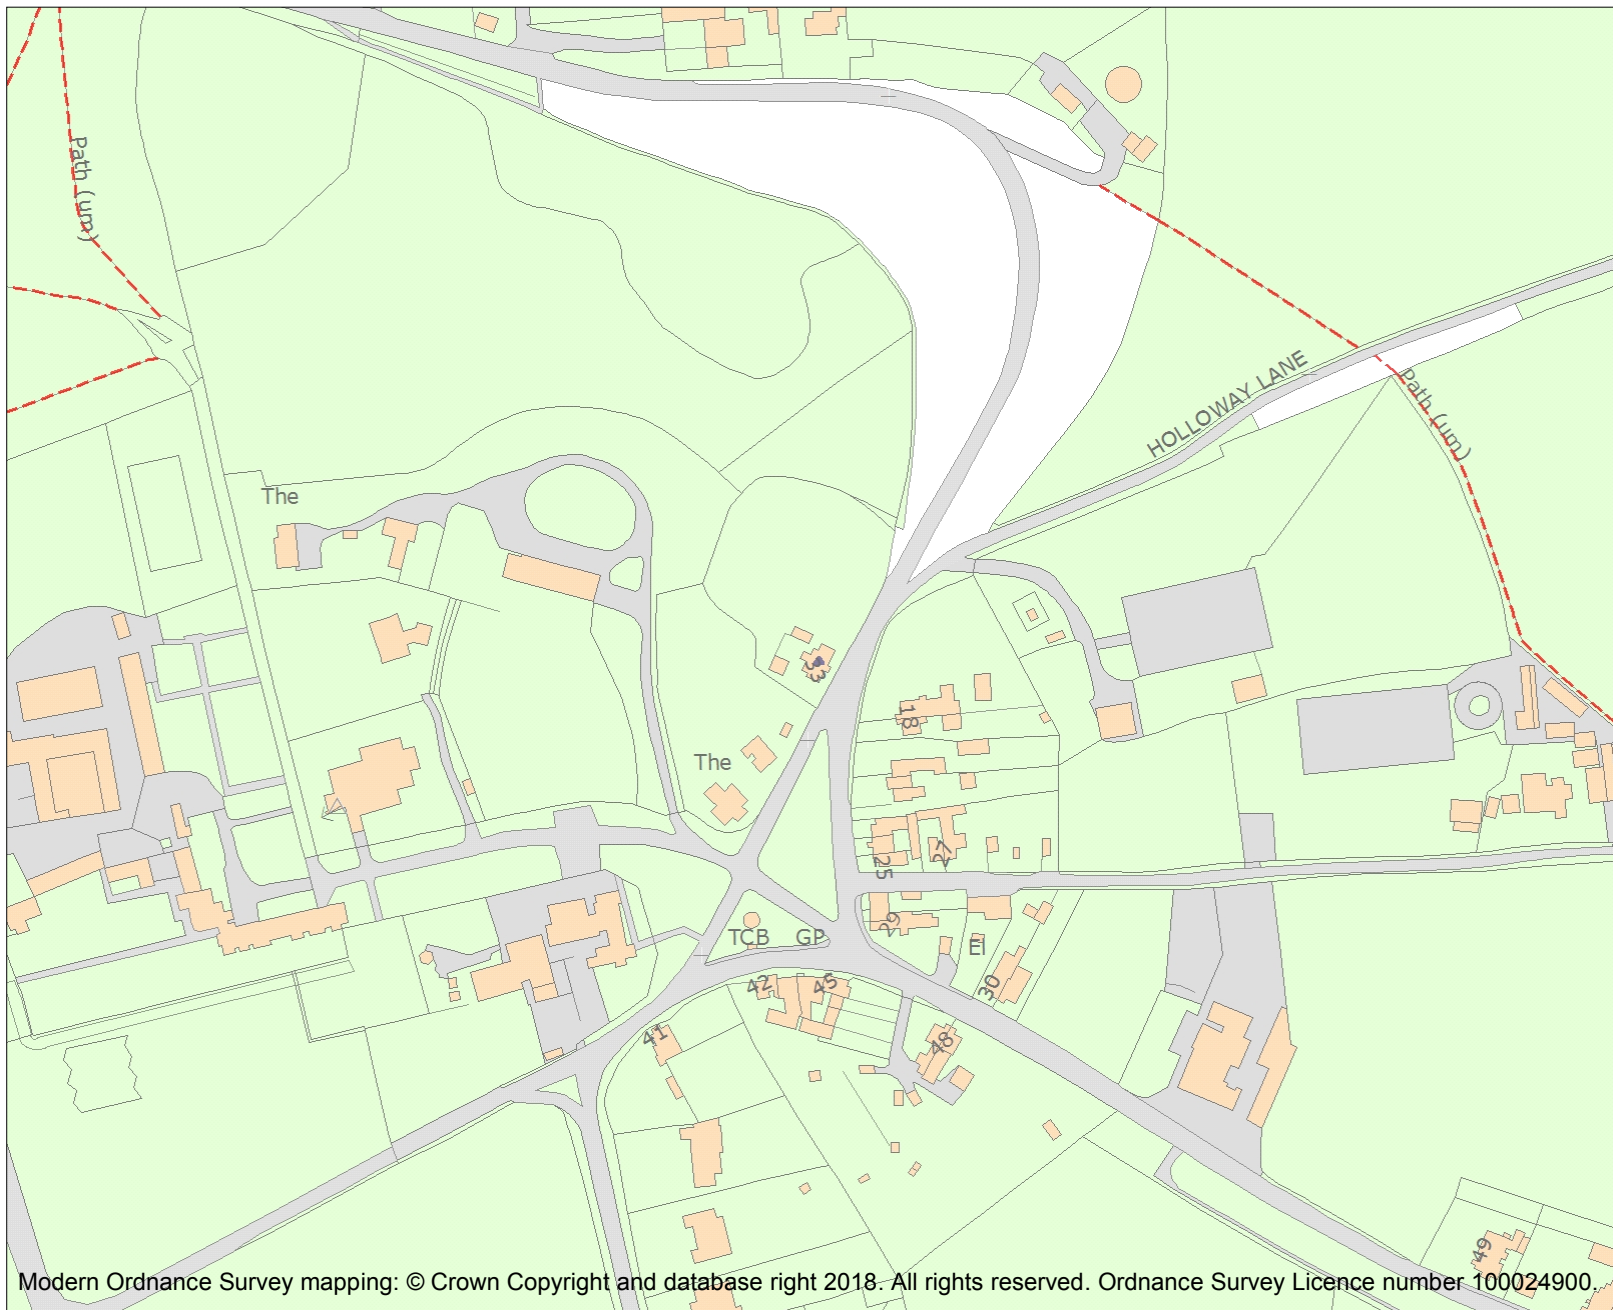 Path (um)
HOLLOWAY LANE
Path (um)
The
33
18
The
25
27
29
TCB
GP
El
42
45
30
41
48
49
Modern Ordnance Survey mapping: © Crown Copyright and database right 2018. All rights reserved. Ordnance Survey Licence number 100024900.